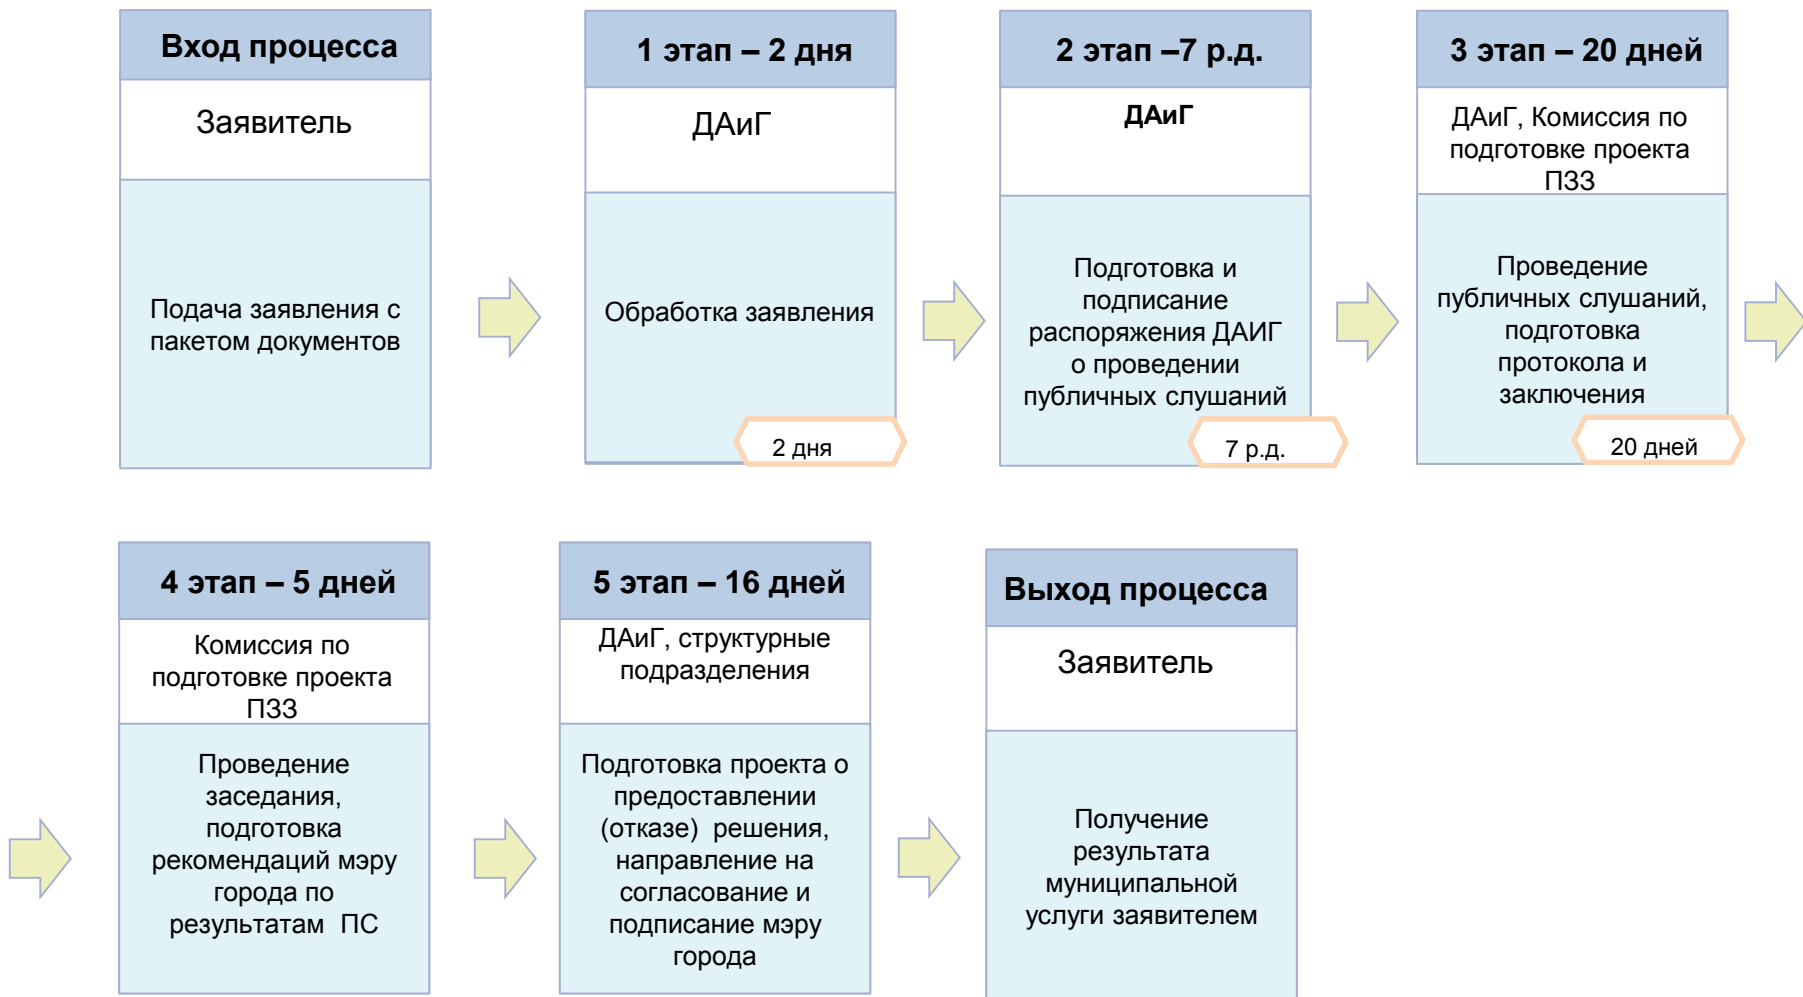 Вход процесса
Заявитель
Подача заявления с
пакетом документов
1 этап – 2 дня
ДАиГ
Обработка заявления
2 дня
2 этап –7 р.д.
ДАиГ
Подготовка и
подписание
распоряжения ДАИГ
о проведении
публичных слушаний
7 р.д.
3 этап – 20 дней
ДАиГ, Комиссия по
подготовке проекта
ПЗЗ
Проведение
публичных слушаний,
подготовка
протокола и
заключения
20 дней
4 этап – 5 дней
Комиссия по
подготовке проекта
ПЗЗ
Проведение
заседания,
подготовка
рекомендаций мэру
города по
результатам ПС
5 этап – 16 дней
ДАиГ, структурные
подразделения
Подготовка проекта о
предоставлении
(отказе) решения,
направление на
согласование и
подписание мэру
города
Выход процесса
Заявитель
Получение
результата
муниципальной
услуги заявителем